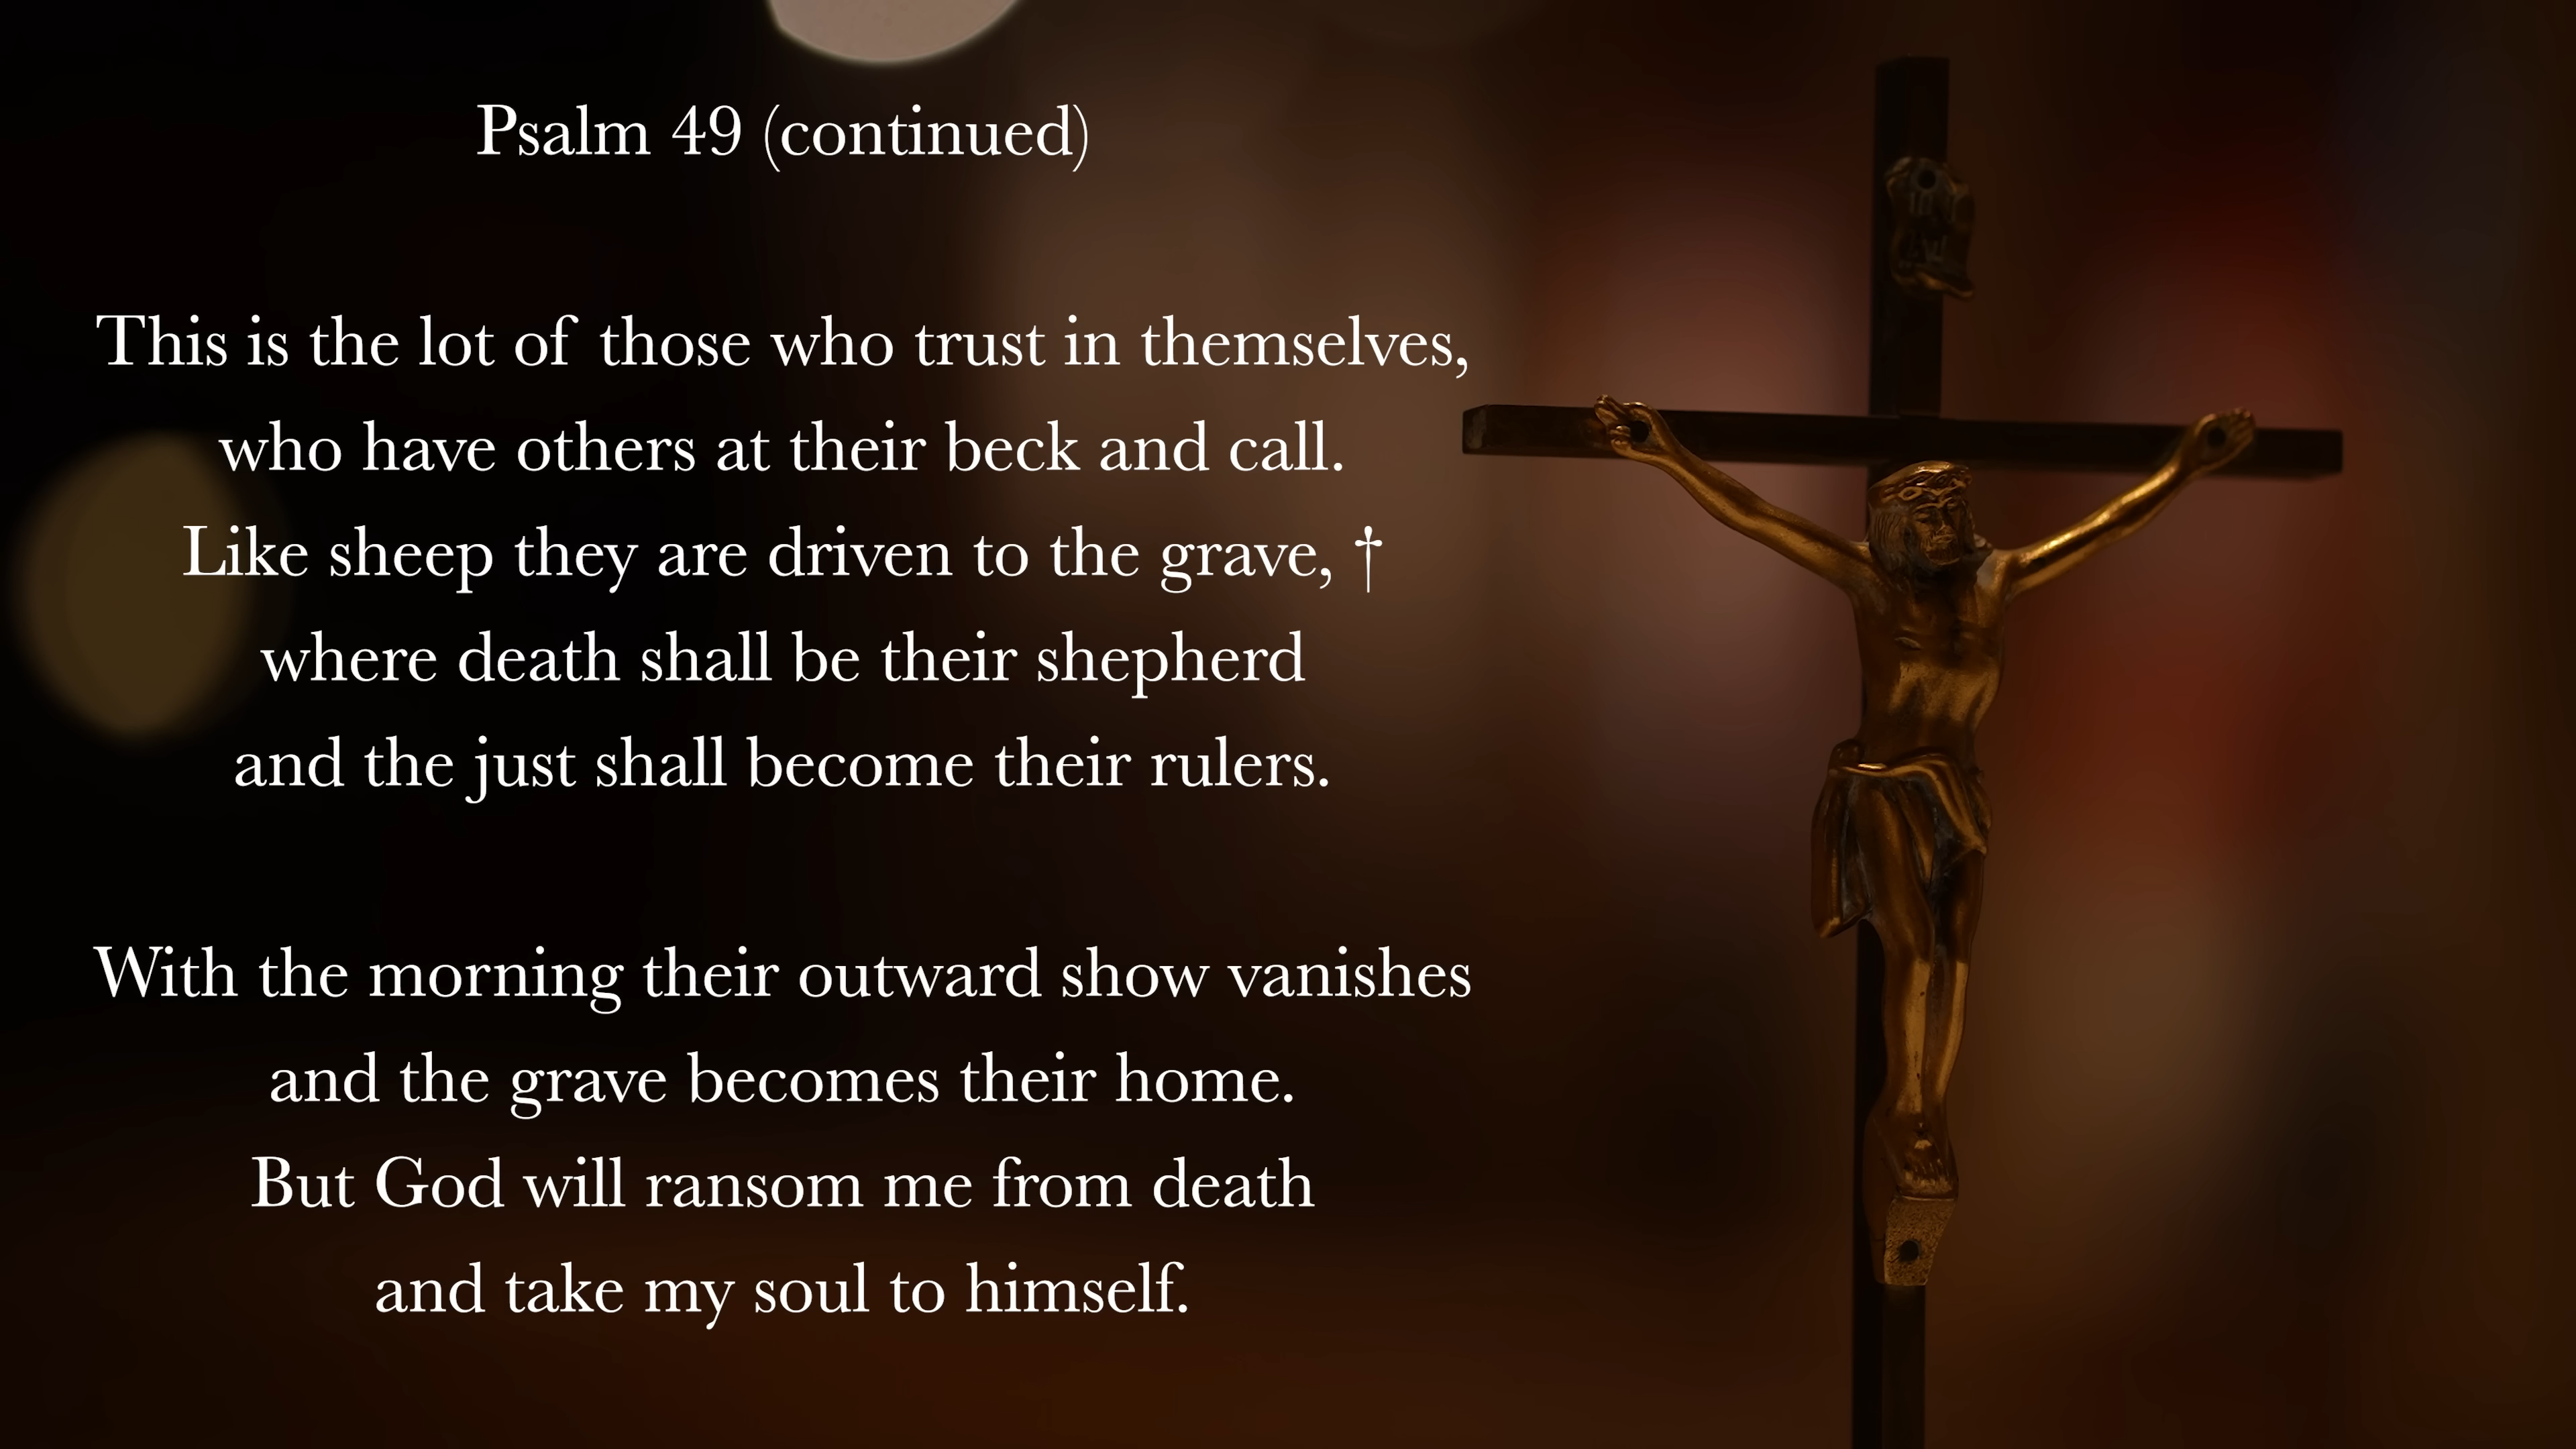 Psalm 49 (continued)
This is the lot of those who trust in themselves,
who have others at their beck and call.
Like sheep they are driven to the grave, †
where death shall be their shepherd
and the just shall become their rulers.
With the morning their outward show vanishes
and the grave becomes their home.
But God will ransom me from death
and take my soul to himself.